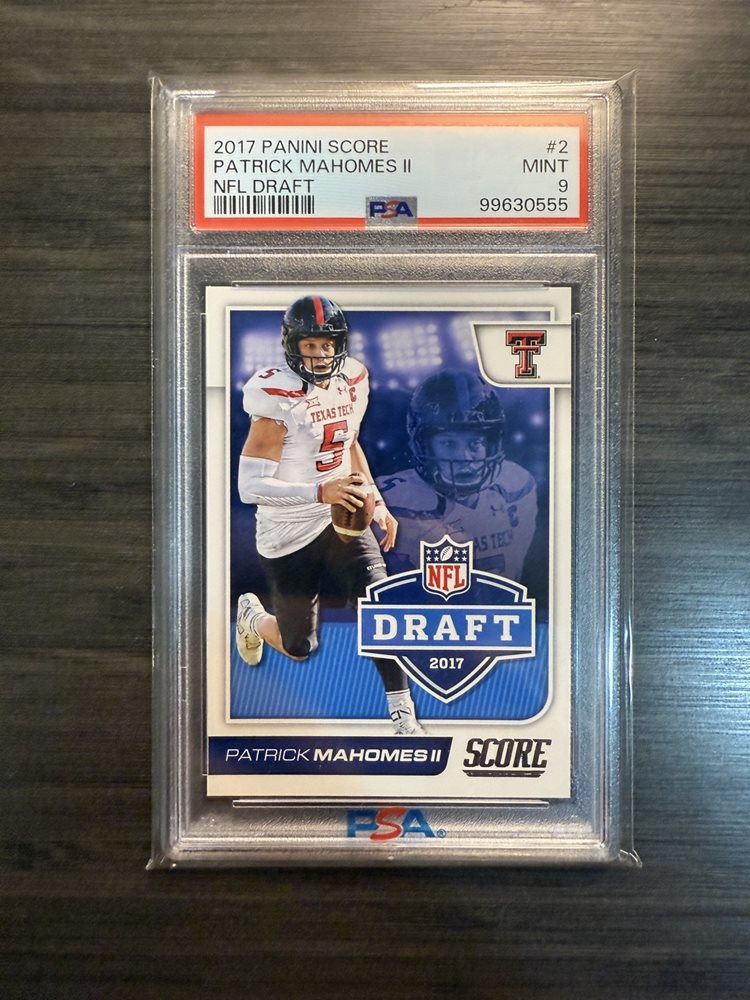 2017 PANINI SCORE #2
PATRICK MAHOMES II MINT
NFL DRAFT 9
PSA 99630555
T
5
TEXAS TECH
5
C
NFL
DRAFT
2017
PATRICK MAHOMES II SCORE
PSA